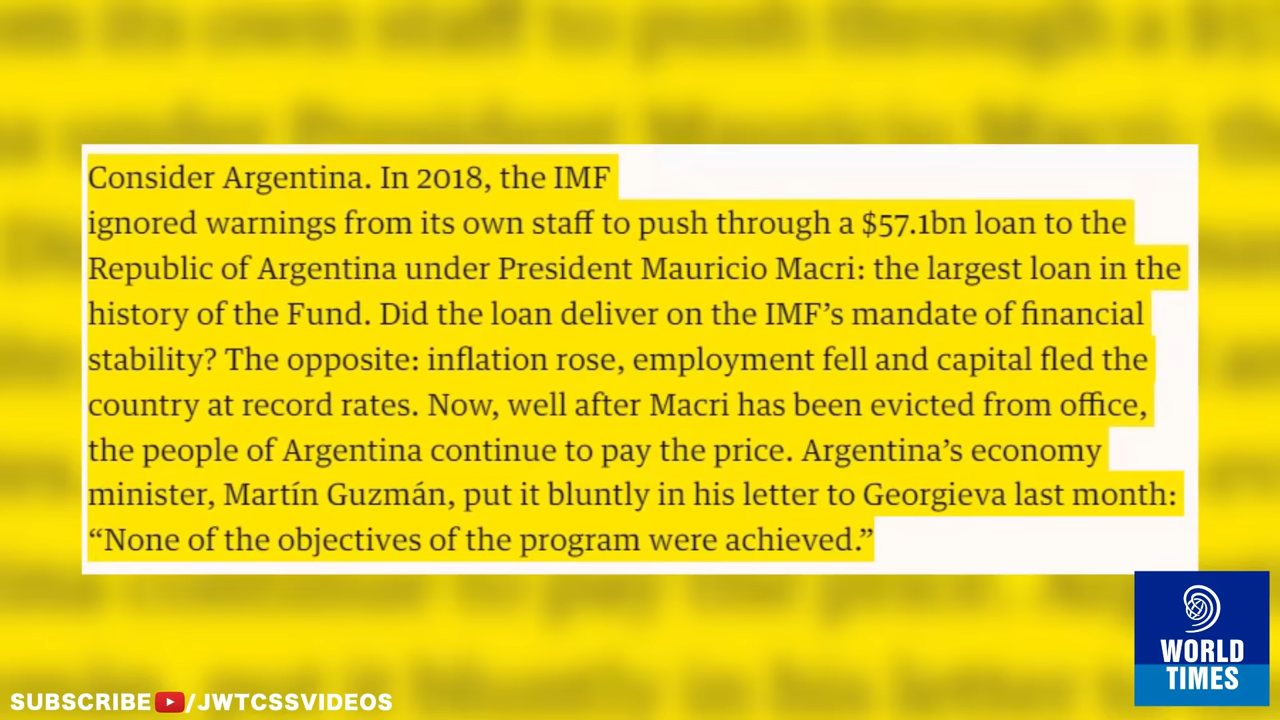 Consider Argentina. In 2018, the IMF
ignored warnings from its own staff to push through a $57.1bn loan to the
Republic of Argentina under President Mauricio Macri: the largest loan in the
history of the Fund. Did the loan deliver on the IMF’s mandate of financial
stability? The opposite: inflation rose, employment fell and capital fled the
country at record rates. Now, well after Macri has been evicted from office,
the people of Argentina continue to pay the price. Argentina’s economy
minister, Martín Guzmán, put it bluntly in his letter to Georgieva last month:
“None of the objectives of the program were achieved.”
WORLD
TIMES
SUBSCRIBE /JWTCSSVIDEOS